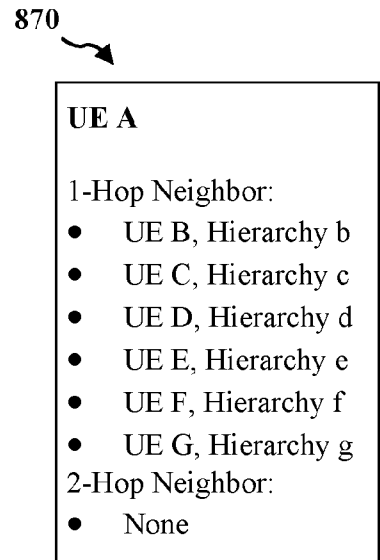 870
UE A
1-Hop Neighbor:
• UE B, Hierarchy b
• UE C, Hierarchy c
• UE D, Hierarchy d
• UE E, Hierarchy e
• UE F, Hierarchy f
• UE G, Hierarchy g
2-Hop Neighbor:
• None